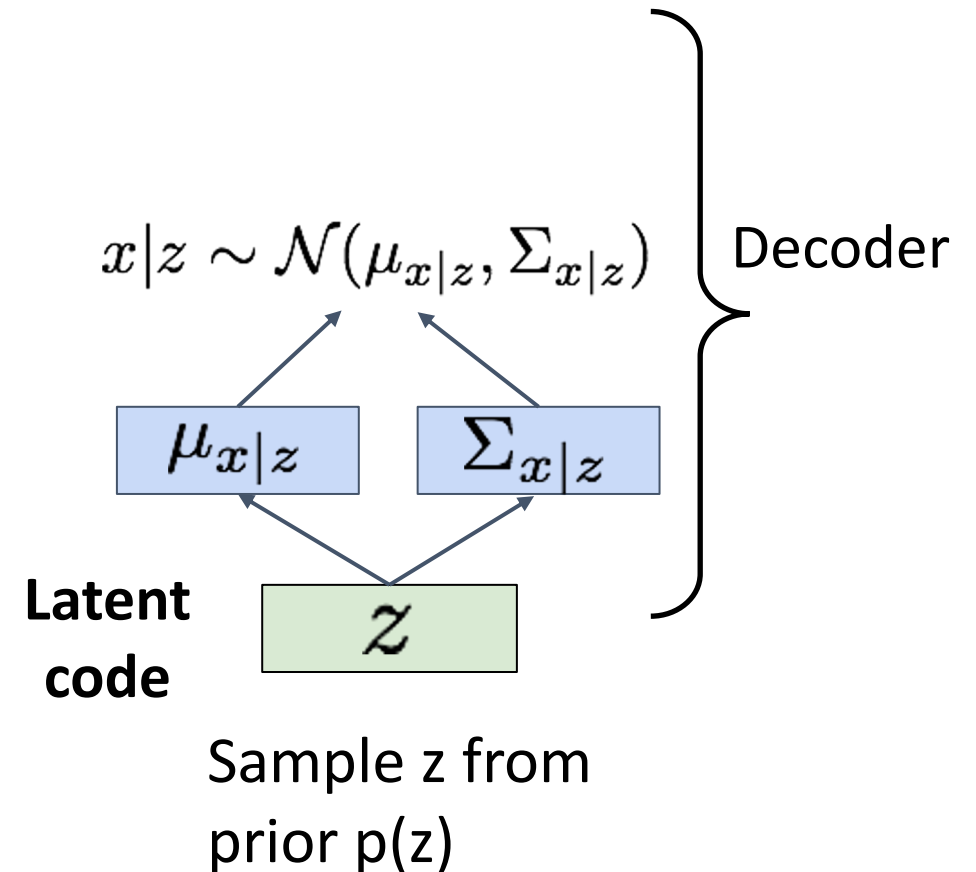 x|z ∼ 𝒩(μ_{x|z}, Σ_{x|z})
Decoder
μ_{x|z}
Σ_{x|z}
Latent
code
z
Sample z from
prior p(z)